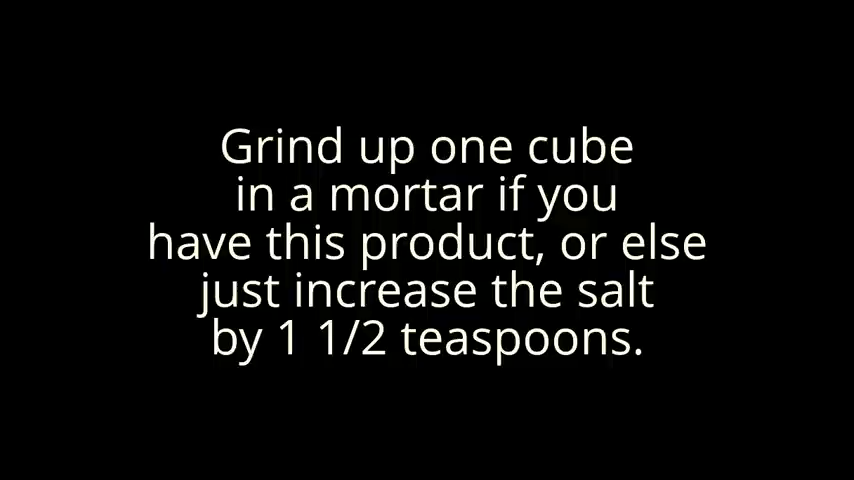 Grind up one cube
in a mortar if you
have this product, or else
just increase the salt
by 1 1/2 teaspoons.